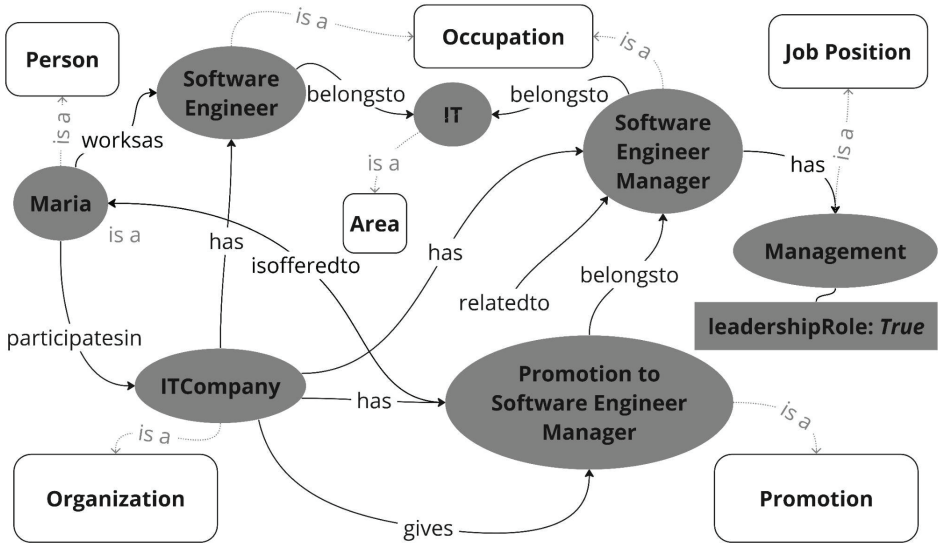 is a
Occupation
is a
Person
Job Position
Software
Engineer
belongsto
IT
belongsto
Software
Engineer
Manager
is a
worksas
is a
is a
has
Maria
Area
is a
has
isofferedto
has
Management
belongsto
relatedto
leadershipRole: True
participatesin
ITCompany
has
Promotion to
Software Engineer
Manager
is a
is a
Organization
Promotion
gives